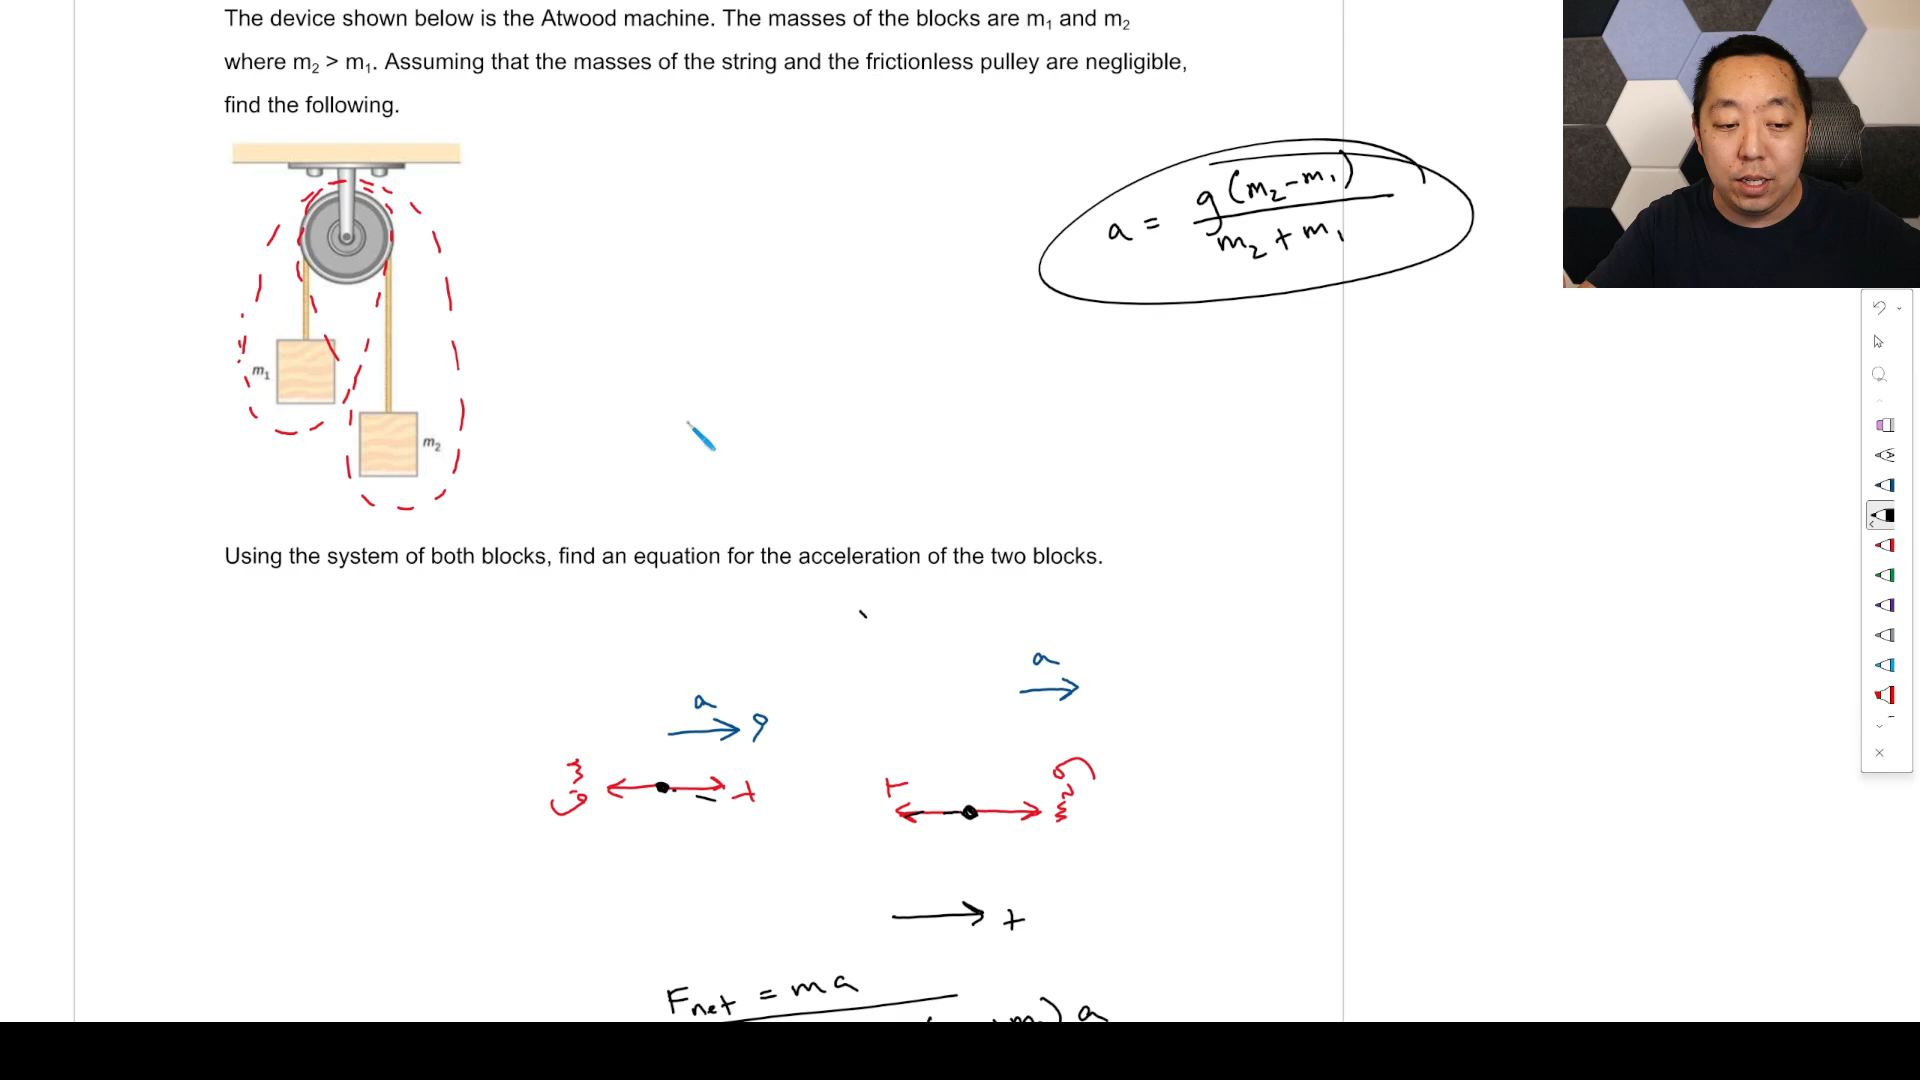 The device shown below is the Atwood machine. The masses of the blocks are m₁ and m₂
where m₂ > m₁. Assuming that the masses of the string and the frictionless pulley are negligible,
find the following.
a = g(m₂-m₁)
m₂+m₁
m₁
m₂
Using the system of both blocks, find an equation for the acceleration of the two blocks.
a
a
m₁g
T
T
m₂g
+
Fnet = ma
a